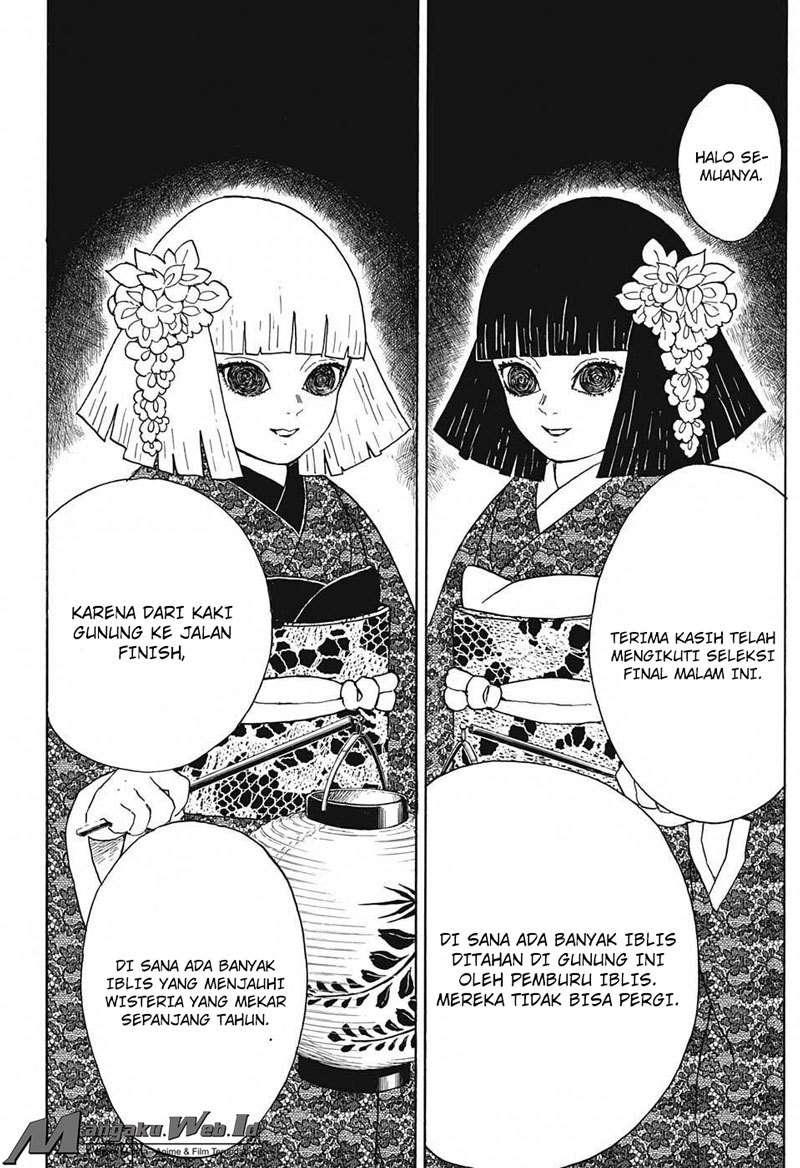 HALO SE-
MUANYA.
TERIMA KASIH TELAH
MENGIKUTI SELEKSI
FINAL MALAM INI.
DI SANA ADA BANYAK IBLIS
DITAHAN DI GUNUNG INI
OLEH PEMBURU IBLIS.
MEREKA TIDAK BISA PERGI.
KARENA DARI KAKI
GUNUNG KE JALAN
FINISH,
DI SANA ADA BANYAK
IBLIS YANG MENJAUHI
WISTERIA YANG MEKAR
SEPANJANG TAHUN.
Mangaku.Web.Id
Anime & Film